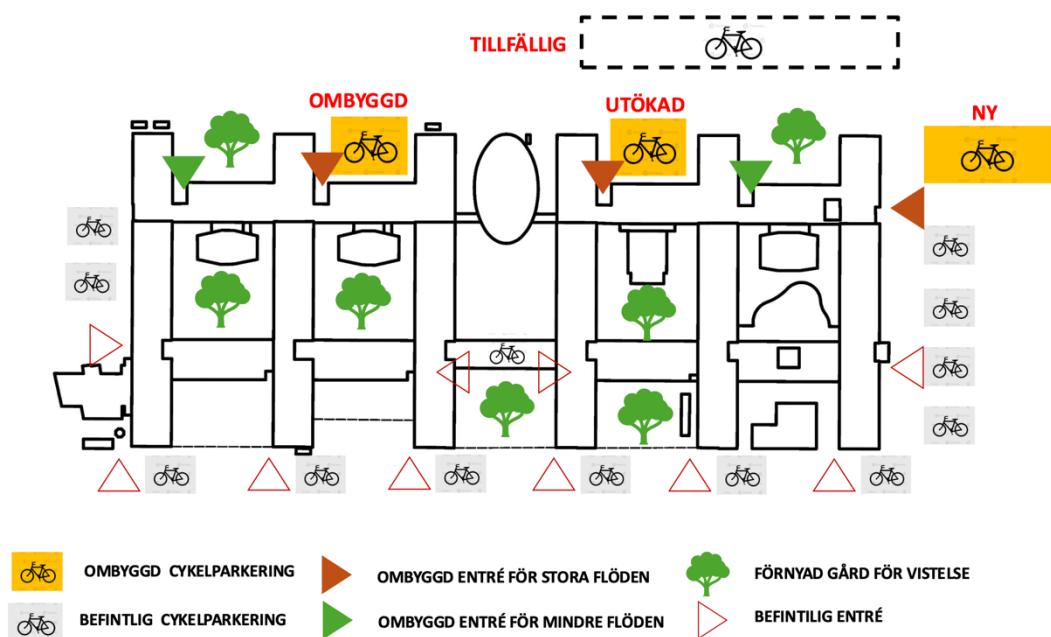 TILLFÄLLIG
OMBYGGD
UTÖKAD
NY
OMBYGGD CYKELPARKERING
OMBYGGD ENTRÉ FÖR STORA FLÖDEN
FÖRNYAD GÅRD FÖR VISTELSE
BEFINTLIG CYKELPARKERING
OMBYGGD ENTRÉ FÖR MINDRE FLÖDEN
BEFINTILIG ENTRÉ